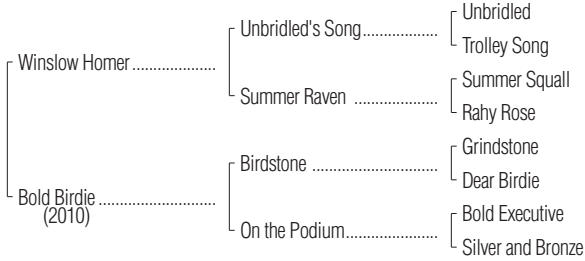 Unbridled
Unbridled's Song
Trolley Song
Winslow Homer
Summer Squall
Summer Raven
Rahy Rose
Grindstone
Birdstone
Dear Birdie
Bold Birdie
(2010)
Bold Executive
On the Podium
Silver and Bronze